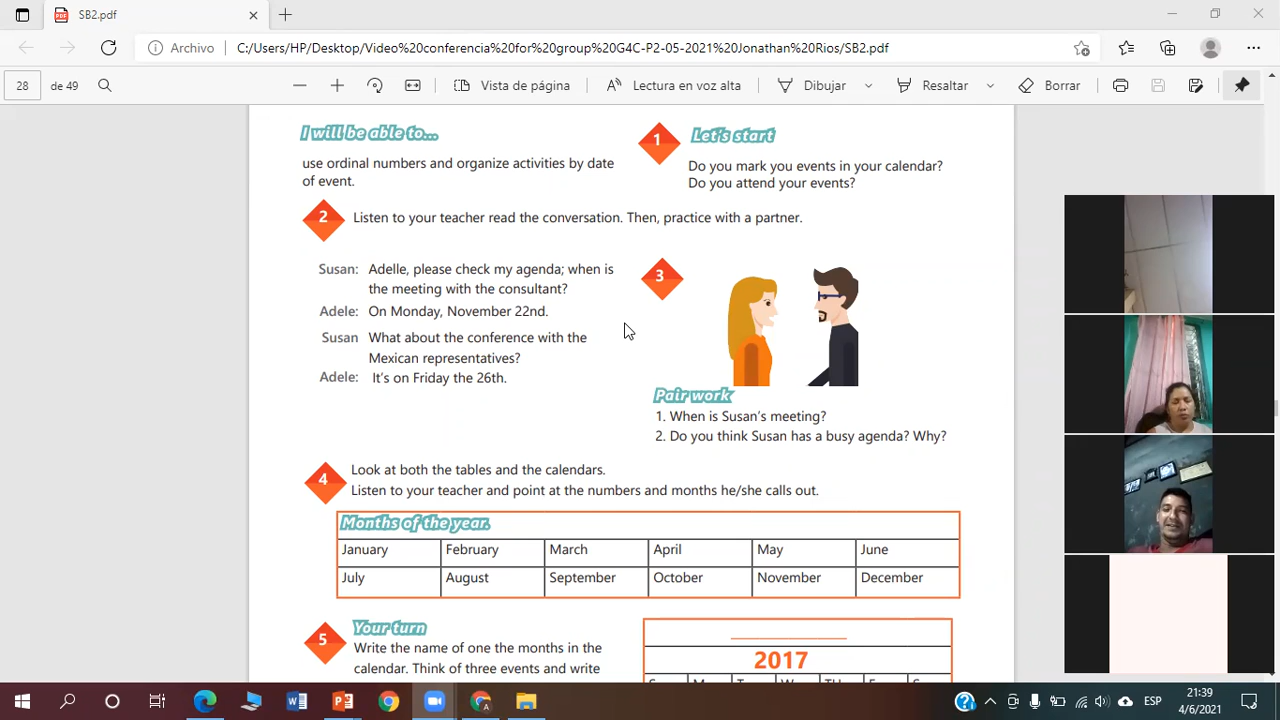 SB2.pdf
Archivo
C:/Users/HP/Desktop/Video%20conferencia%20for%20group%20G4C-P2-05-2021%20Jonathan%20Rios/SB2.pdf
28 de 49
Vista de página
Lectura en voz alta
Dibujar
Resaltar
Borrar
I will be able to...
use ordinal numbers and organize activities by date
of event.
1 Let's start
Do you mark you events in your calendar?
Do you attend your events?
2 Listen to your teacher read the conversation. Then, practice with a partner.
Susan: Adelle, please check my agenda; when is
the meeting with the consultant?
Adele: On Monday, November 22nd.
Susan What about the conference with the
Mexican representatives?
Adele: It's on Friday the 26th.
3
Pair work
1. When is Susan's meeting?
2. Do you think Susan has a busy agenda? Why?
4 Look at both the tables and the calendars.
Listen to your teacher and point at the numbers and months he/she calls out.
Months of the year.
January February March April May June
July August September October November December
5 Your turn
Write the name of one the months in the
calendar. Think of three events and write
2017
ESP
21:39
4/6/2021